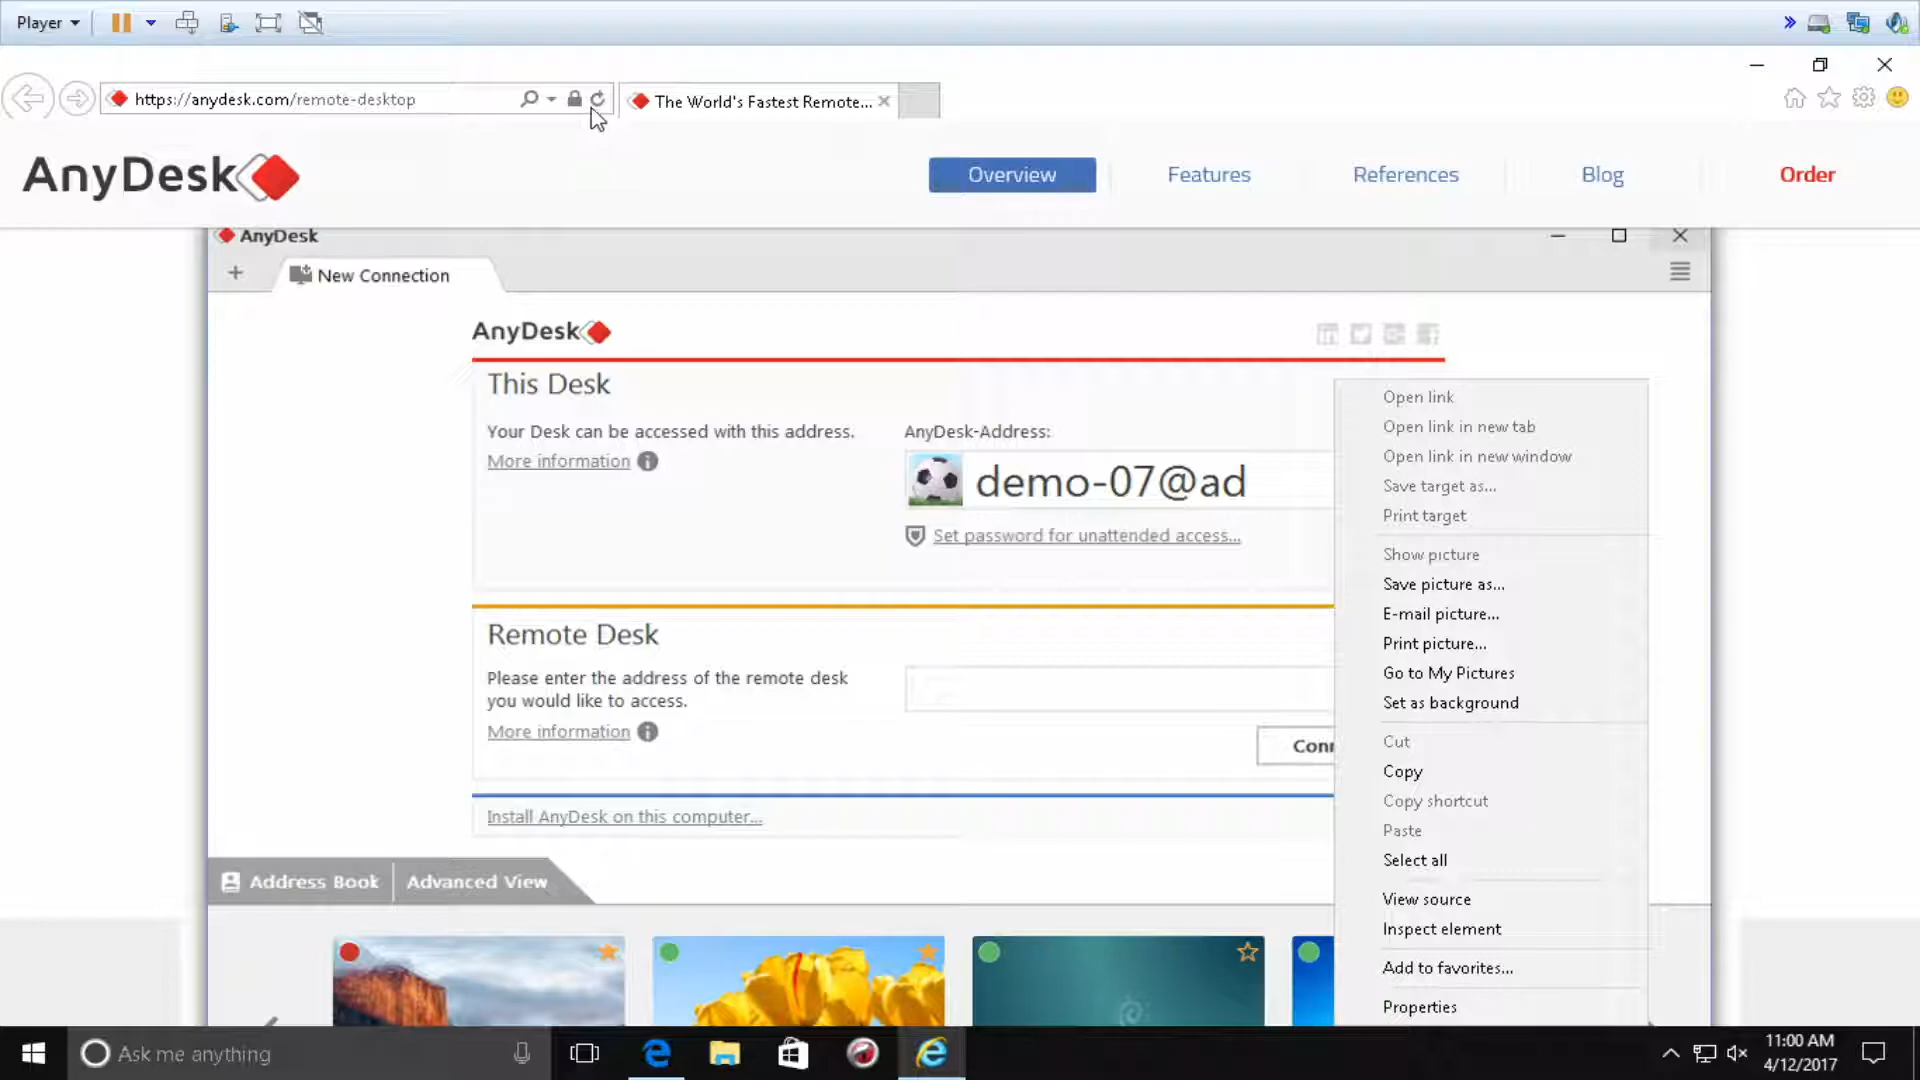 Player
https://anydesk.com/remote-desktop
The World's Fastest Remote...
AnyDesk
Overview
Features
References
Blog
Order
AnyDesk
New Connection
AnyDesk
This Desk
Your Desk can be accessed with this address.
More information
AnyDesk-Address:
demo-07@ad
Set password for unattended access...
Remote Desk
Please enter the address of the remote desk
you would like to access.
More information
Conn
Install AnyDesk on this computer...
Address Book
Advanced View
Open link
Open link in new tab
Open link in new window
Save target as...
Print target
Show picture
Save picture as...
E-mail picture...
Print picture...
Go to My Pictures
Set as background
Cut
Copy
Copy shortcut
Paste
Select all
View source
Inspect element
Add to favorites...
Properties
Ask me anything
11:00 AM
4/12/2017